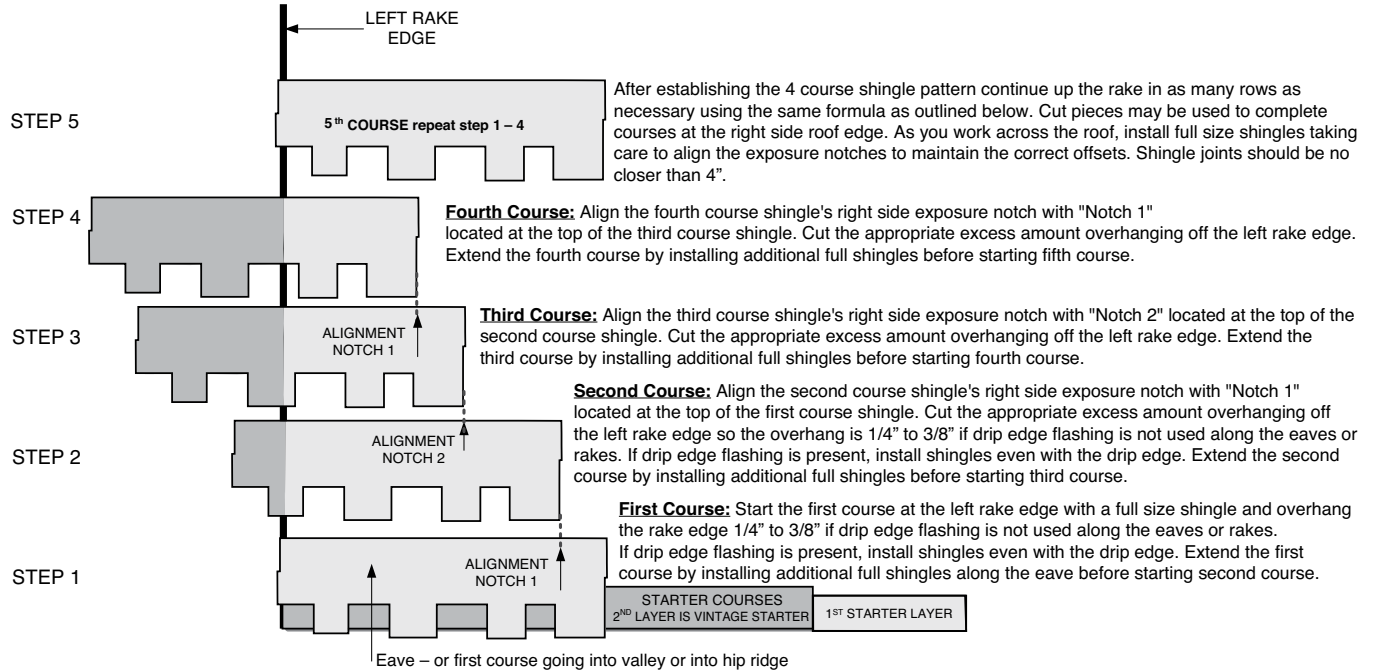 LEFT RAKE
EDGE
STEP 5
5 th COURSE repeat step 1 – 4
After establishing the 4 course shingle pattern continue up the rake in as many rows as
necessary using the same formula as outlined below. Cut pieces may be used to complete
courses at the right side roof edge. As you work across the roof, install full size shingles taking
care to align the exposure notches to maintain the correct offsets. Shingle joints should be no
closer than 4”.
STEP 4
Fourth Course: Align the fourth course shingle's right side exposure notch with "Notch 1"
located at the top of the third course shingle. Cut the appropriate excess amount overhanging off the left rake edge.
Extend the fourth course by installing additional full shingles before starting fifth course.
STEP 3
ALIGNMENT
NOTCH 1
Third Course: Align the third course shingle's right side exposure notch with "Notch 2" located at the top of the
second course shingle. Cut the appropriate excess amount overhanging off the left rake edge. Extend the
third course by installing additional full shingles before starting fourth course.
STEP 2
ALIGNMENT
NOTCH 2
Second Course: Align the second course shingle's right side exposure notch with "Notch 1"
located at the top of the first course shingle. Cut the appropriate excess amount overhanging off
the left rake edge so the overhang is 1/4” to 3/8” if drip edge flashing is not used along the eaves or
rakes. If drip edge flashing is present, install shingles even with the drip edge. Extend the second
course by installing additional full shingles before starting third course.
STEP 1
ALIGNMENT
NOTCH 1
First Course: Start the first course at the left rake edge with a full size shingle and overhang
the rake edge 1/4” to 3/8” if drip edge flashing is not used along the eaves or rakes.
If drip edge flashing is present, install shingles even with the drip edge. Extend the first
course by installing additional full shingles along the eave before starting second course.
STARTER COURSES
2ND LAYER IS VINTAGE STARTER
1ST STARTER LAYER
Eave – or first course going into valley or into hip ridge